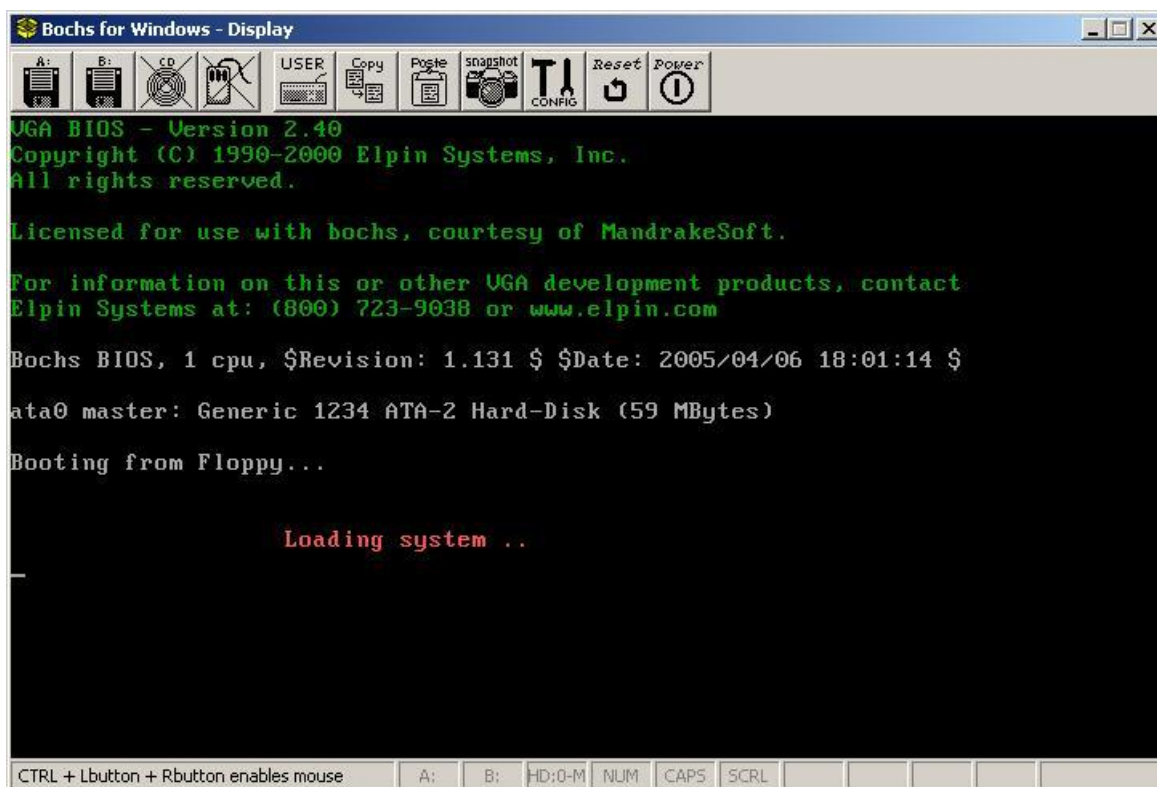 Bochs for Windows - Display
A: B: CD USER Copy Paste snapshot CONFIG Reset Power
VGA BIOS - Version 2.40
Copyright (C) 1990-2000 Elpin Systems, Inc.
All rights reserved.
Licensed for use with bochs, courtesy of MandrakeSoft.
For information on this or other VGA development products, contact
Elpin Systems at: (800) 723-9038 or www.elpin.com
Bochs BIOS, 1 cpu, $Revision: 1.131 $ $Date: 2005/04/06 18:01:14 $
ata0 master: Generic 1234 ATA-2 Hard-Disk (59 MBytes)
Booting from Floppy...
Loading system ..
CTRL + Lbutton + Rbutton enables mouse A: B: HD:0-M NUM CAPS SCRL